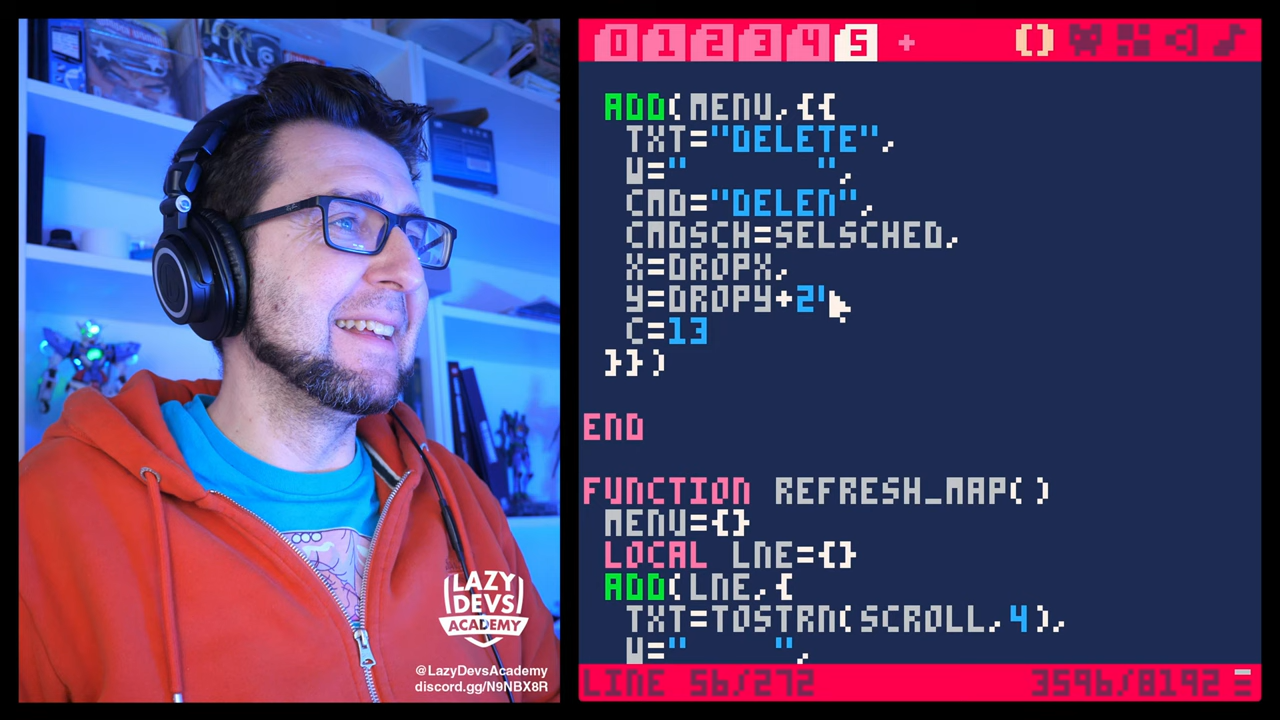 LOKI
LAZY
DEVS
ACADEMY
@LazyDevsAcademy
discord.gg/N9NBX8R
0 1 2 3 4 5 +
ADD(MENU,{{
TXT="DELETE",
W="      ",
CMD="DELEN",
CMDSCH=SELSCHED,
X=DROPX,
Y=DROPY+2
C=13
}})
END
FUNCTION REFRESH_MAP()
MENU={}
LOCAL LNE={}
ADD(LNE,{
TXT=TOSTRN(SCROLL,4),
W="    ",
LINE 56/272
3596/8192